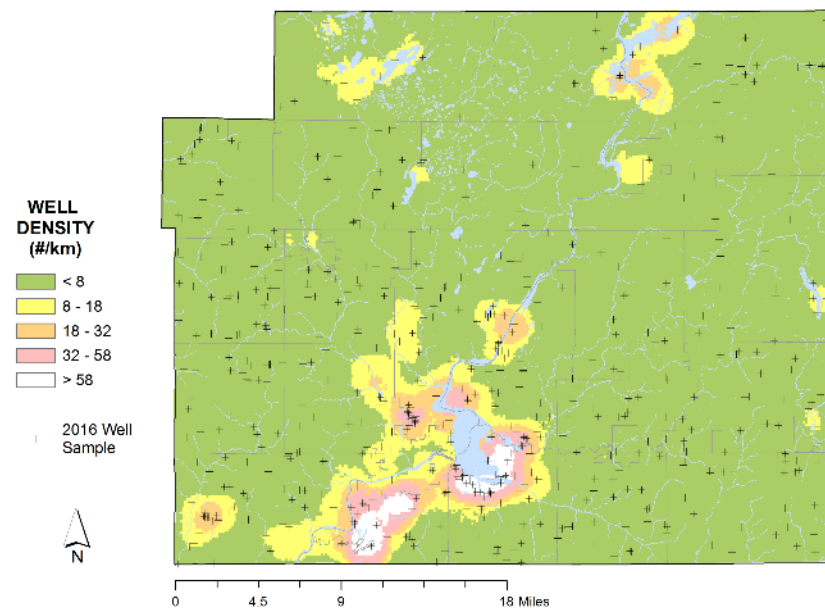 WELL
DENSITY
(#/km)
< 8
8 - 18
18 - 32
32 - 58
> 58
2016 Well
Sample
N
0 4.5 9 18 Miles